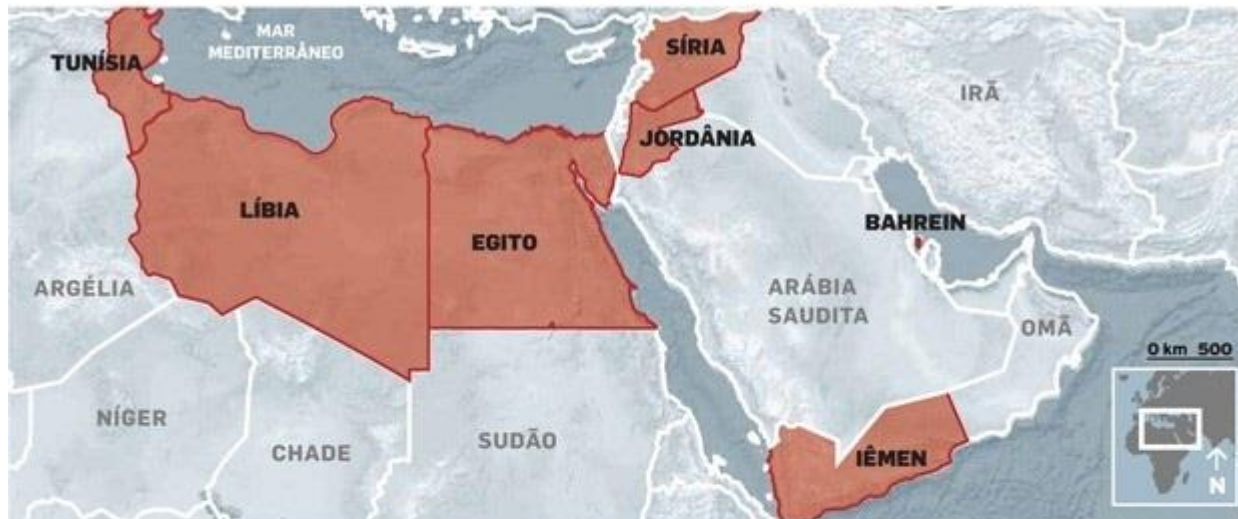 MAR
MEDITERRÂNEO
TUNÍSIA
SÍRIA
IRÃ
JORDÂNIA
LÍBIA
EGITO
BAHREIN
ARGÉLIA
ARÁBIA
SAUDITA
OMÃ
0 km 500
NÍGER
CHADE
SUDÃO
IÊMEN
N